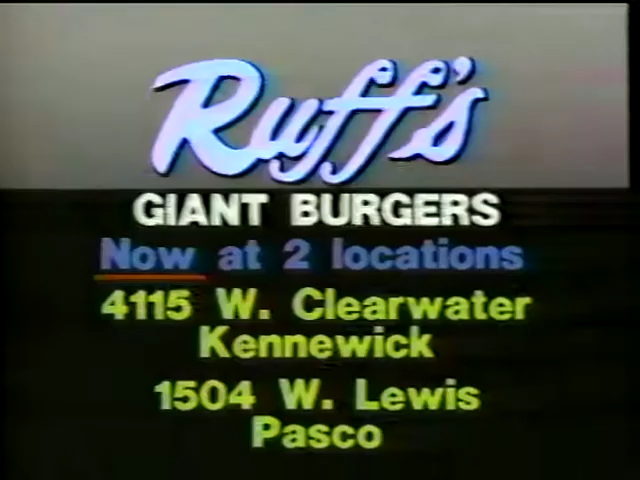 Ruff's
GIANT BURGERS
Now at 2 locations
4115 W. Clearwater
Kennewick
1504 W. Lewis
Pasco